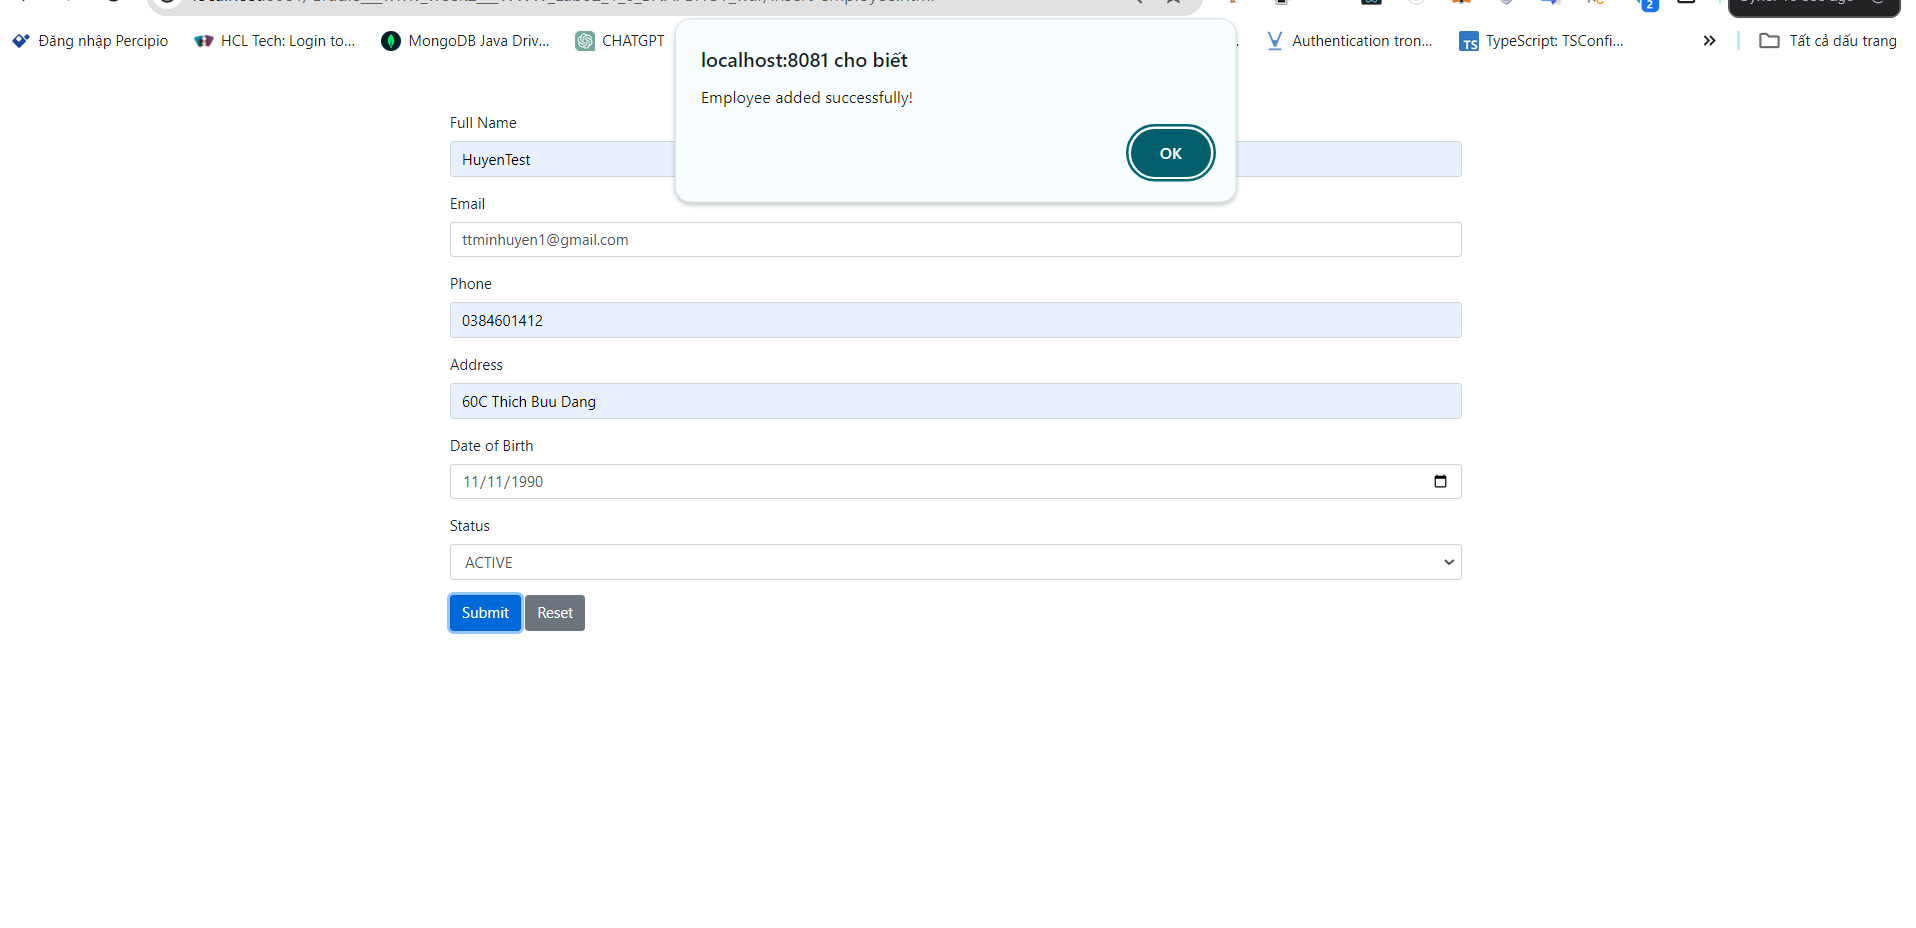 Đăng nhập Percipio
HCL Tech: Login to...
MongoDB Java Driv...
CHATGPT
Authentication tron...
TypeScript: TSConfi...
Tất cả dấu trang
localhost:8081 cho biết
Employee added successfully!
OK
Full Name
HuyenTest
Email
ttminhuyen1@gmail.com
Phone
0384601412
Address
60C Thich Buu Dang
Date of Birth
11/11/1990
Status
ACTIVE
Submit
Reset